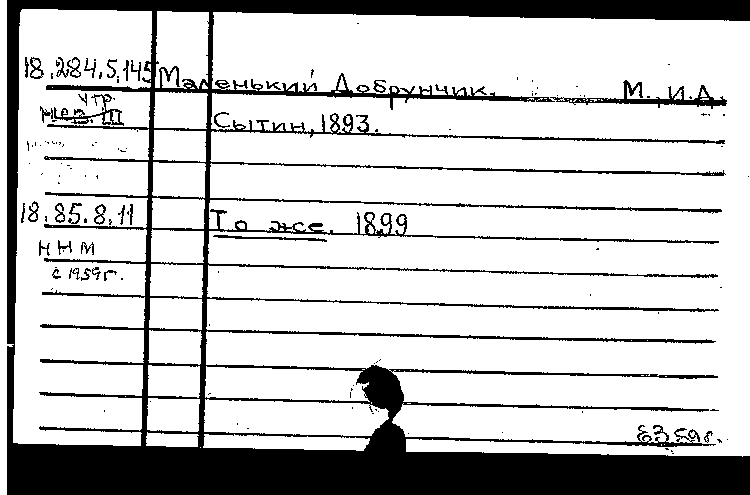 18.284.5.145 Маленький Добрунчик. М., И.Д.
утр.
Сытин, 1893.
18.85.8.11 То же. 1899
ННМ
с 1959г.
59г.